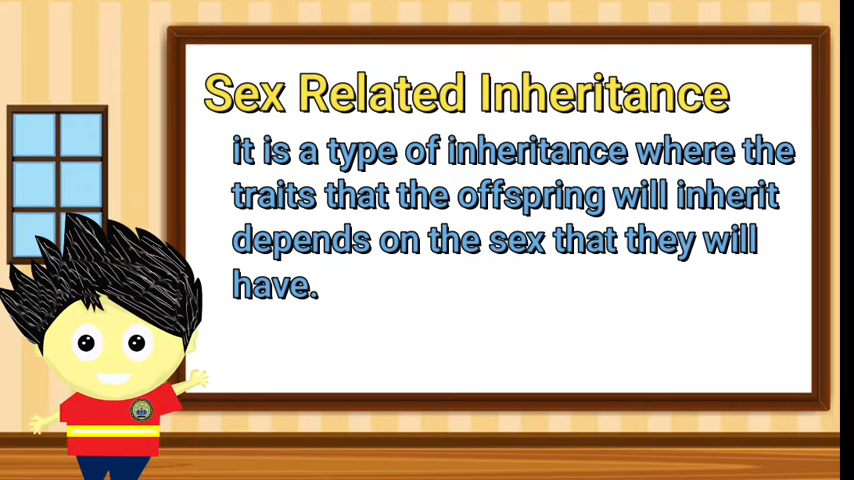 Sex Related Inheritance
it is a type of inheritance where the
traits that the offspring will inherit
depends on the sex that they will
have.